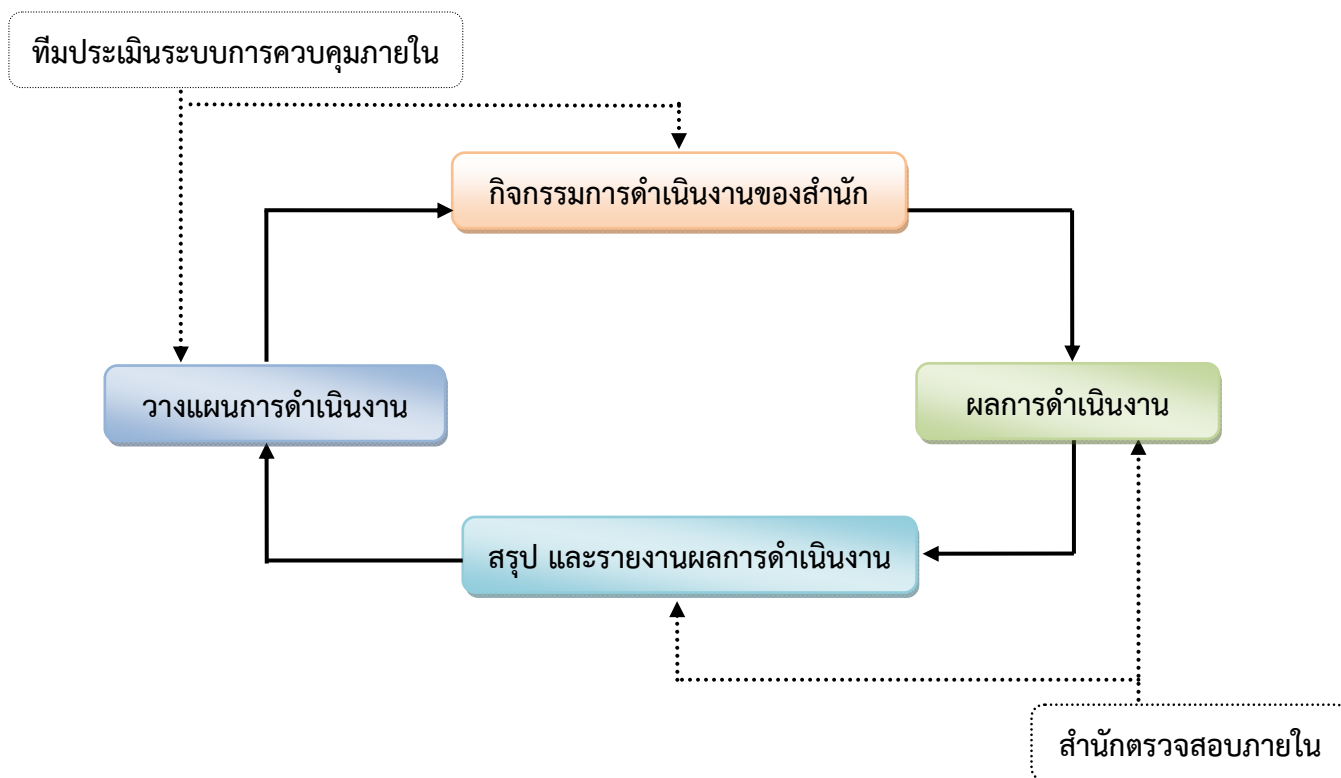 ทีมประเมินระบบการควบคุมภายใน
กิจกรรมการดำเนินงานของสำนัก
วางแผนการดำเนินงาน
ผลการดำเนินงาน
สรุป และรายงานผลการดำเนินงาน
สำนักตรวจสอบภายใน